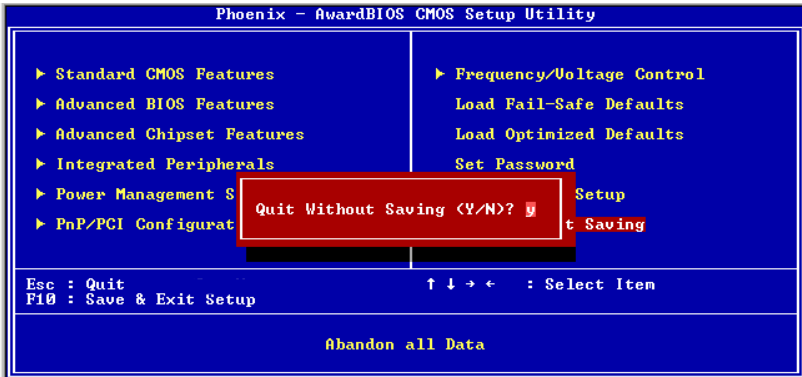 Phoenix - AwardBIOS CMOS Setup Utility
▶ Standard CMOS Features
▶ Advanced BIOS Features
▶ Advanced Chipset Features
▶ Integrated Peripherals
▶ Power Management S
▶ PnP/PCI Configurat
▶ Frequency/Voltage Control
Load Fail-Safe Defaults
Load Optimized Defaults
Set Password
Setup
t Saving
Quit Without Saving (Y/N)? y
Esc : Quit
F10 : Save & Exit Setup
↑ ↓ → ← : Select Item
Abandon all Data